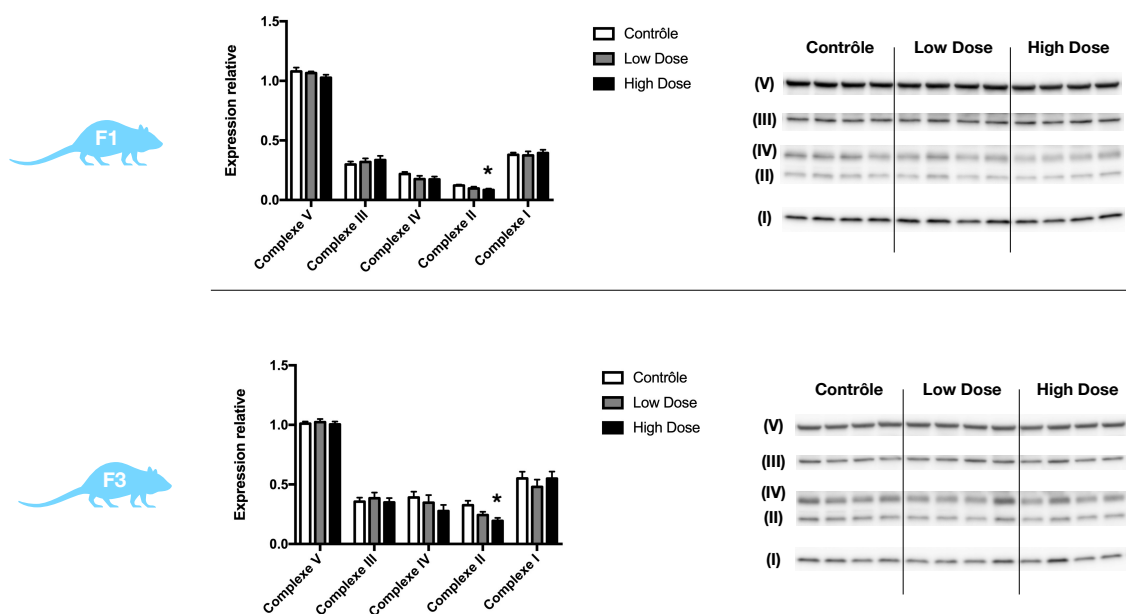 F1
Expression relative
1.5
1.0
0.5
0.0
Complexe V
Complexe III
Complexe IV
Complexe II
Complexe I
*
Contrôle
Low Dose
High Dose
Contrôle Low Dose High Dose
(V)
(III)
(IV)
(II)
(I)
F3
Expression relative
1.5
1.0
0.5
0.0
Complexe V
Complexe III
Complexe IV
Complexe II
Complexe I
*
Contrôle
Low Dose
High Dose
Contrôle Low Dose High Dose
(V)
(III)
(IV)
(II)
(I)